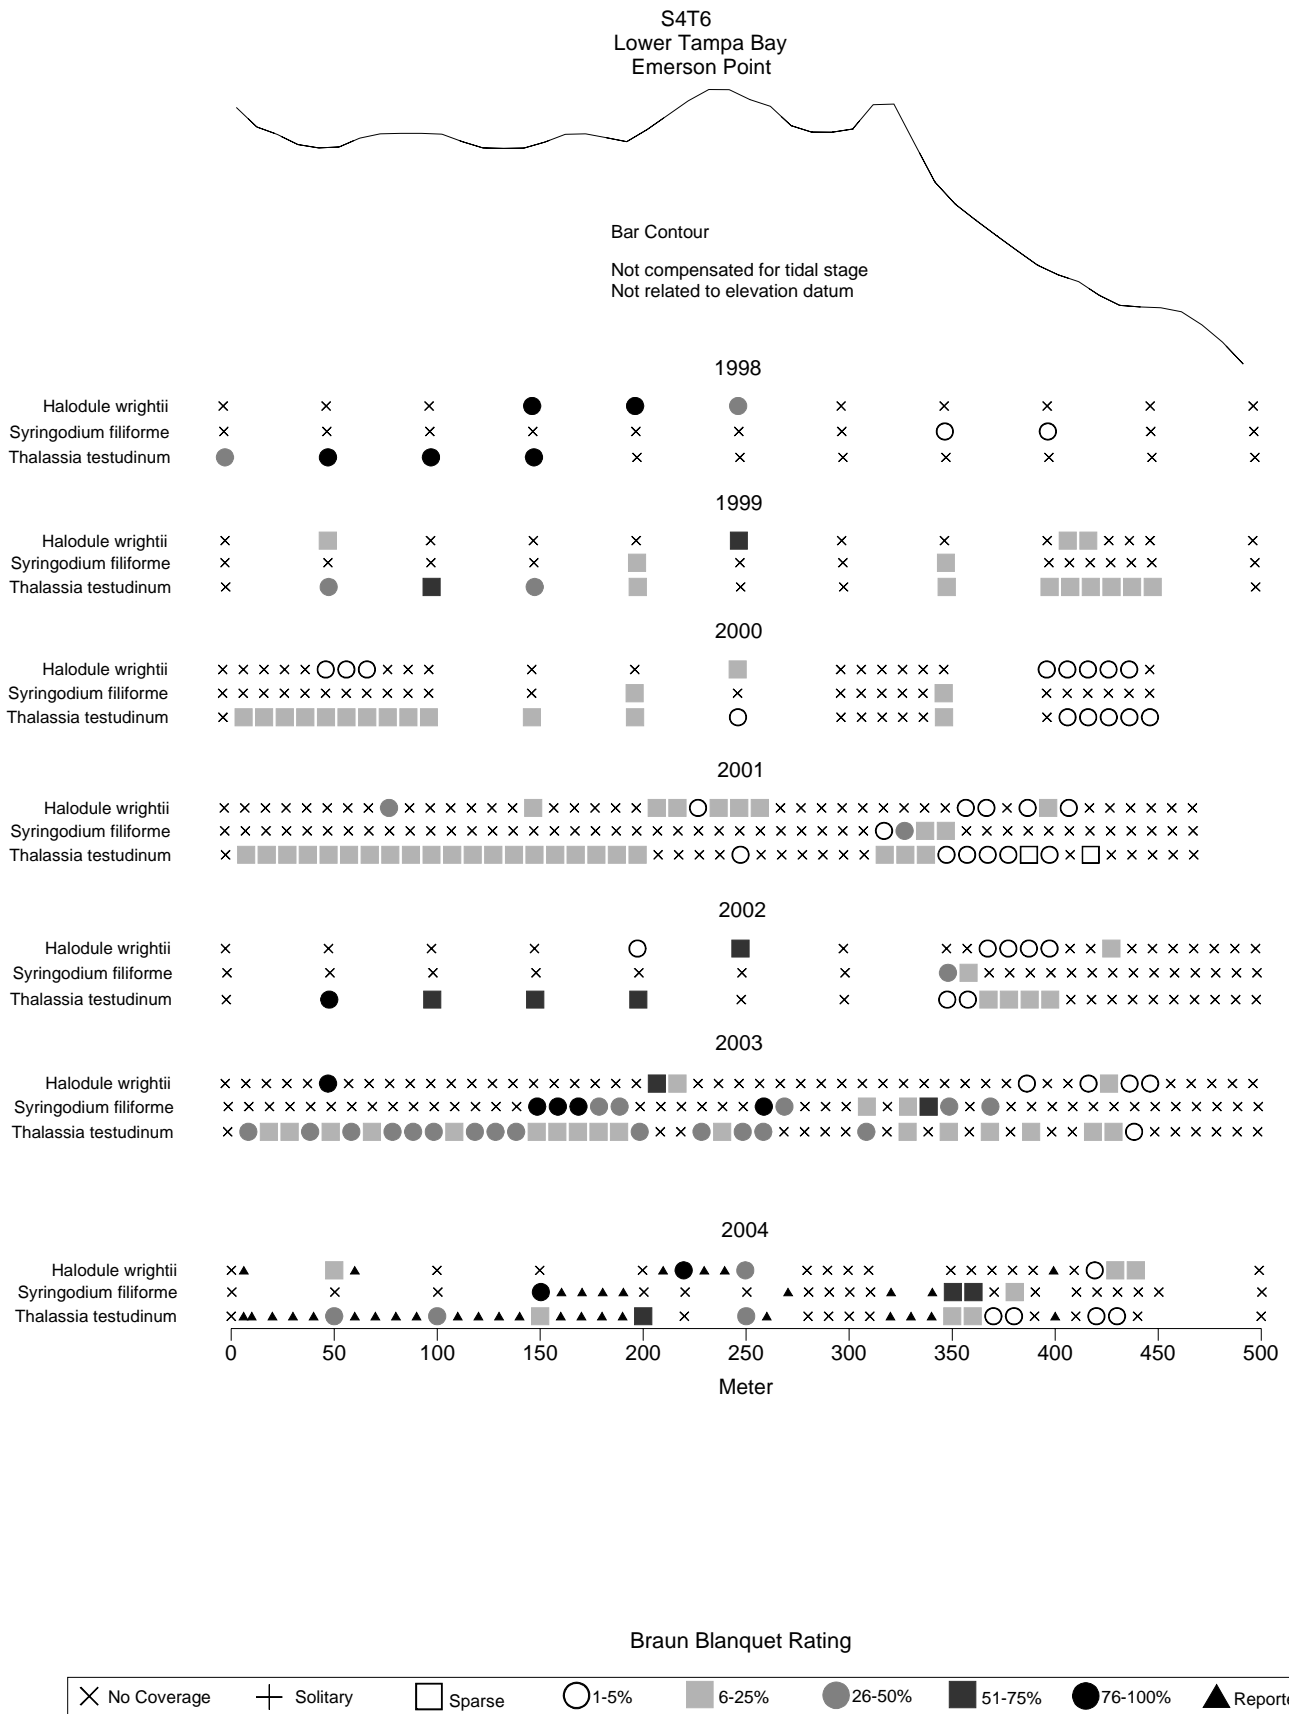 S4T6
Lower Tampa Bay
Emerson Point
Bar Contour
Not compensated for tidal stage
Not related to elevation datum
1998
Halodule wrightii
Syringodium filiforme
Thalassia testudinum
1999
Halodule wrightii
Syringodium filiforme
Thalassia testudinum
2000
Halodule wrightii
Syringodium filiforme
Thalassia testudinum
2001
Halodule wrightii
Syringodium filiforme
Thalassia testudinum
2002
Halodule wrightii
Syringodium filiforme
Thalassia testudinum
2003
Halodule wrightii
Syringodium filiforme
Thalassia testudinum
2004
Halodule wrightii
Syringodium filiforme
Thalassia testudinum
0 50 100 150 200 250 300 350 400 450 500
Meter
Braun Blanquet Rating
No Coverage Solitary Sparse 1-5% 6-25% 26-50% 51-75% 76-100% Reporte